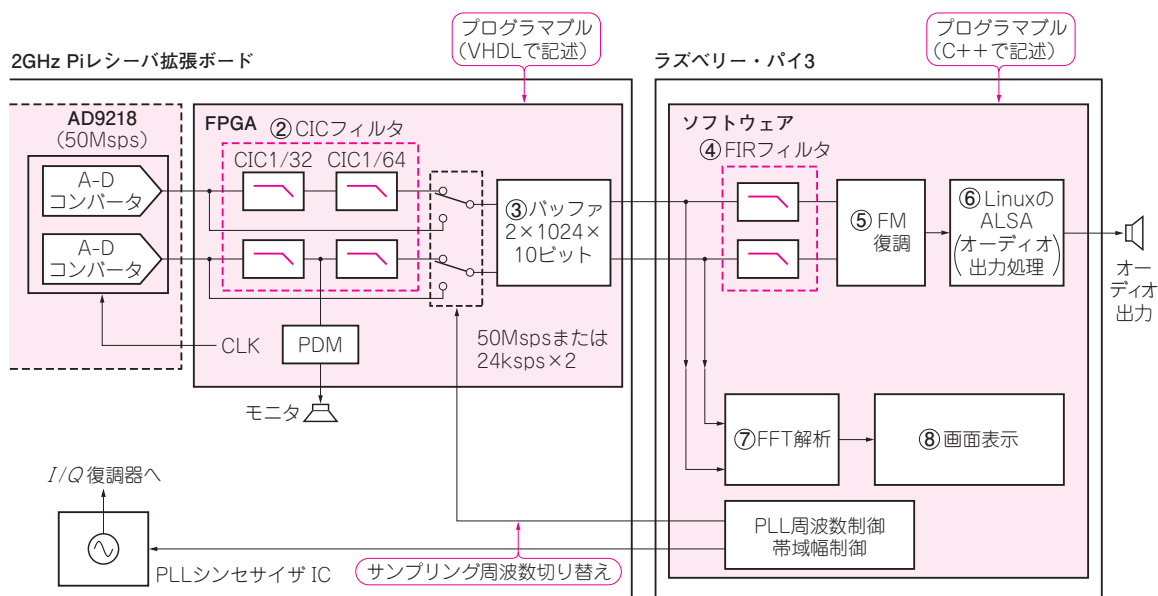 プログラマブル
(VHDLで記述)
プログラマブル
(C++で記述)
2GHz Piレシーバ拡張ボード
ラズベリー・パイ3
AD9218
(50Msps)
A-D
コンバータ
A-D
コンバータ
CLK
FPGA
②CICフィルタ
CIC1/32 CIC1/64
③バッファ
2×1024×
10ビット
PDM
モニタ
50Mspsまたは
24ksps×2
ソフトウェア
④FIRフィルタ
⑤FM
復調
⑥Linuxの
ALSA
(オーディオ
出力処理)
オー
ディオ
出力
⑦FFT解析
⑧画面表示
PLL周波数制御
帯域幅制御
I/Q復調器へ
PLLシンセサイザ IC
サンプリング周波数切り替え